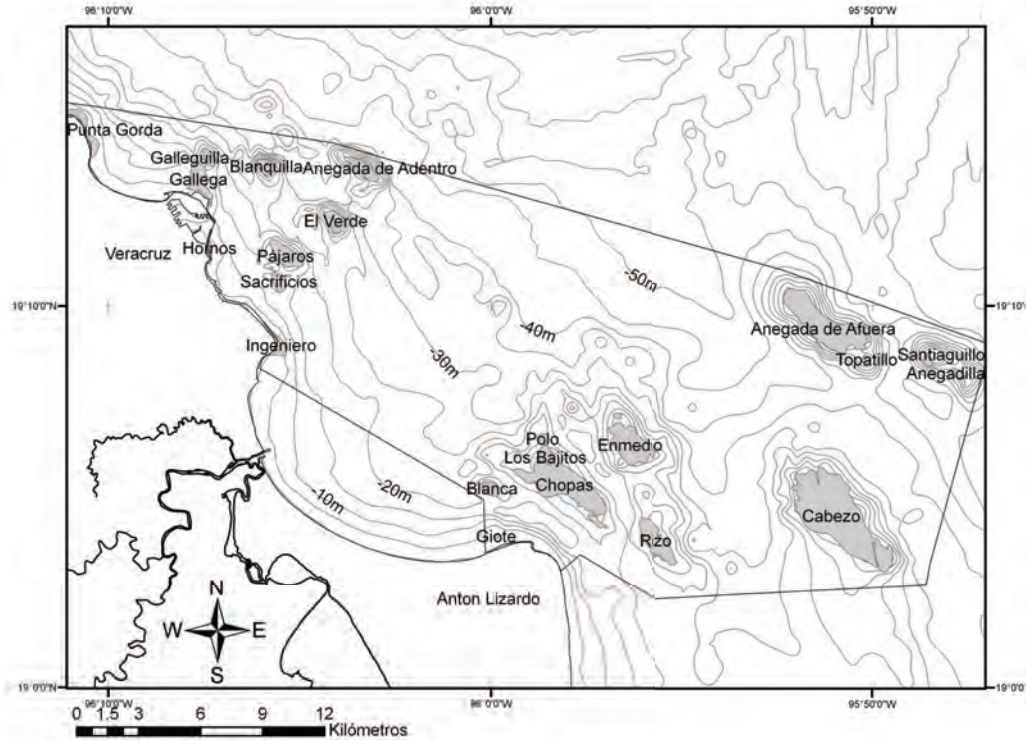 96°10'0"W
96°0'0"W
95°50'0"W
Punta Gorda
Galleguilla
Blanquilla
Anegada de Adentro
Gallega
El Verde
Veracruz
Hornos
Pájaros
Sacrificios
-50m
19°10'0"N
19°10'0"N
-40m
Anegada de Afuera
Ingeniero
-30m
Topatillo
Santiaguillo
Anegadilla
Polo
Los Bajitos
Enmedio
-20m
Blanca
Chopas
-10m
Cabezo
Giote
Rizo
Anton Lizardo
N
W
E
S
19°0'0"N
19°0'0"N
96°10'0"W
96°0'0"W
95°50'0"W
0 1.5 3 6 9 12
Kilómetros